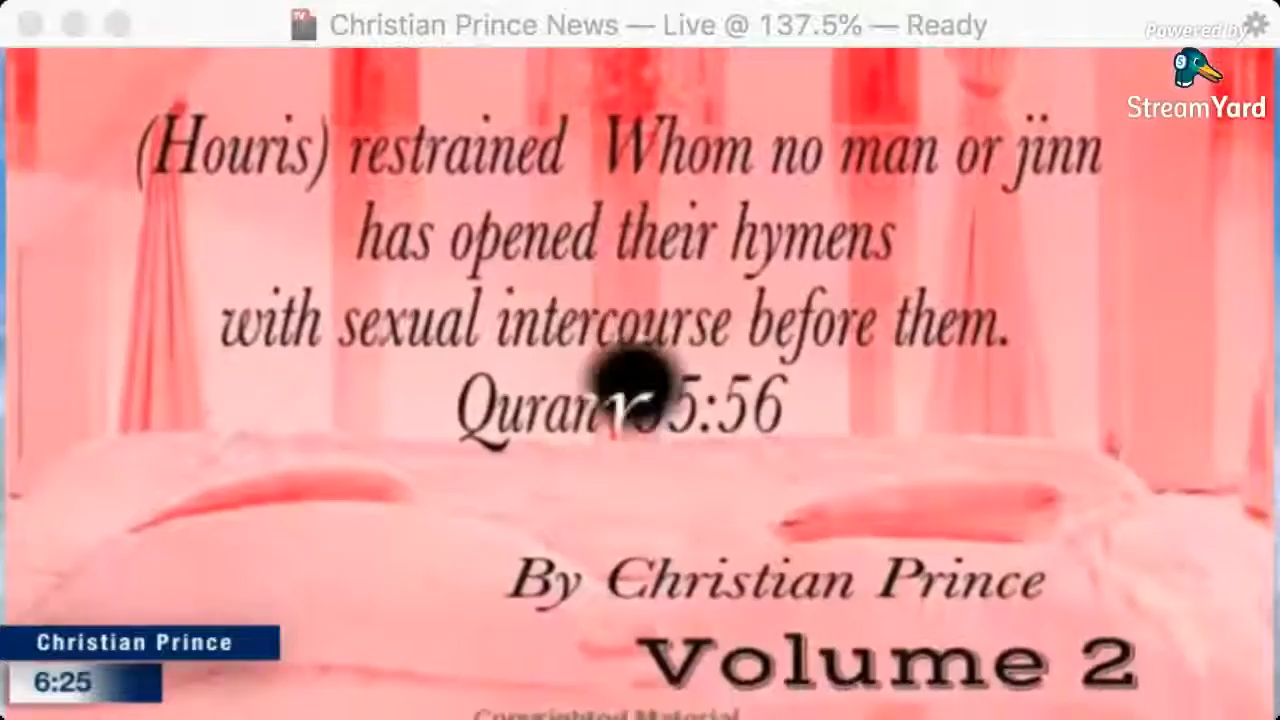 Christian Prince News — Live @ 137.5% — Ready
Powered by
StreamYard
(Houris) restrained Whom no man or jinn
has opened their hymens
with sexual intercourse before them.
Quran 5:56
By Christian Prince
Volume 2
Christian Prince
6:25
Copyrighted Material